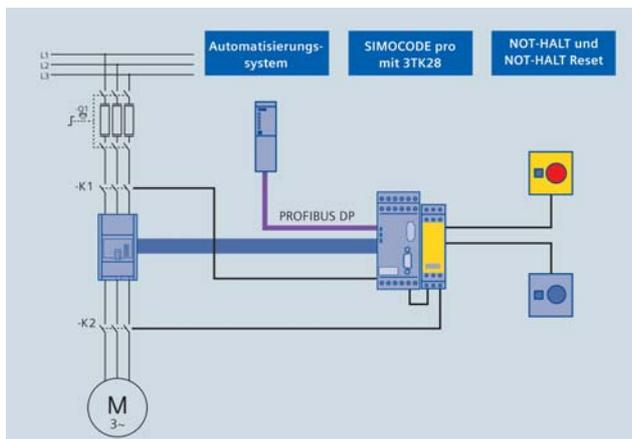 L1
L2
L3
Automatisierungs-
system
SIMOCODE pro
mit 3TK28
NOT-HALT und
NOT-HALT Reset
-Q1
-K1
PROFIBUS DP
-K2
M
3~